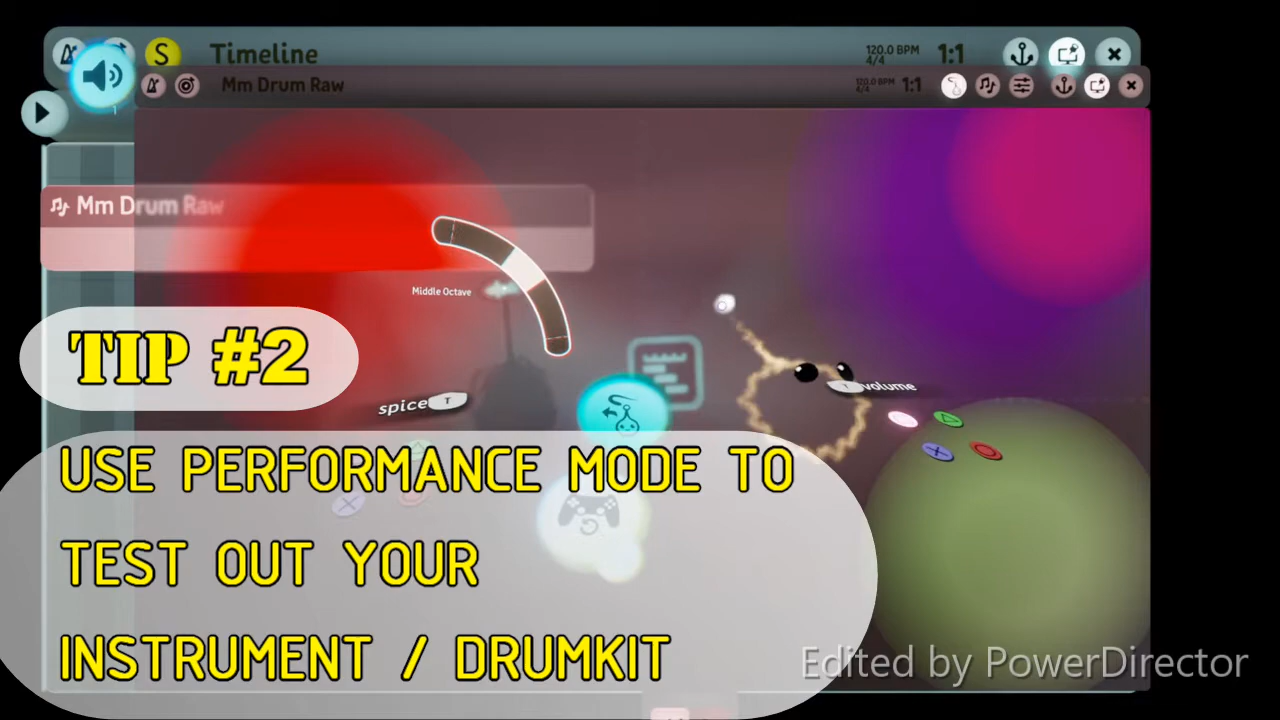 S Timeline 120.0 BPM 4/4 1:1
Mm Drum Raw 120.0 BPM 4/4 1:1
Mm Drum Raw
Middle Octave
spice T
T volume
TIP #2
USE PERFORMANCE MODE TO
TEST OUT YOUR
INSTRUMENT / DRUMKIT
Edited by PowerDirector